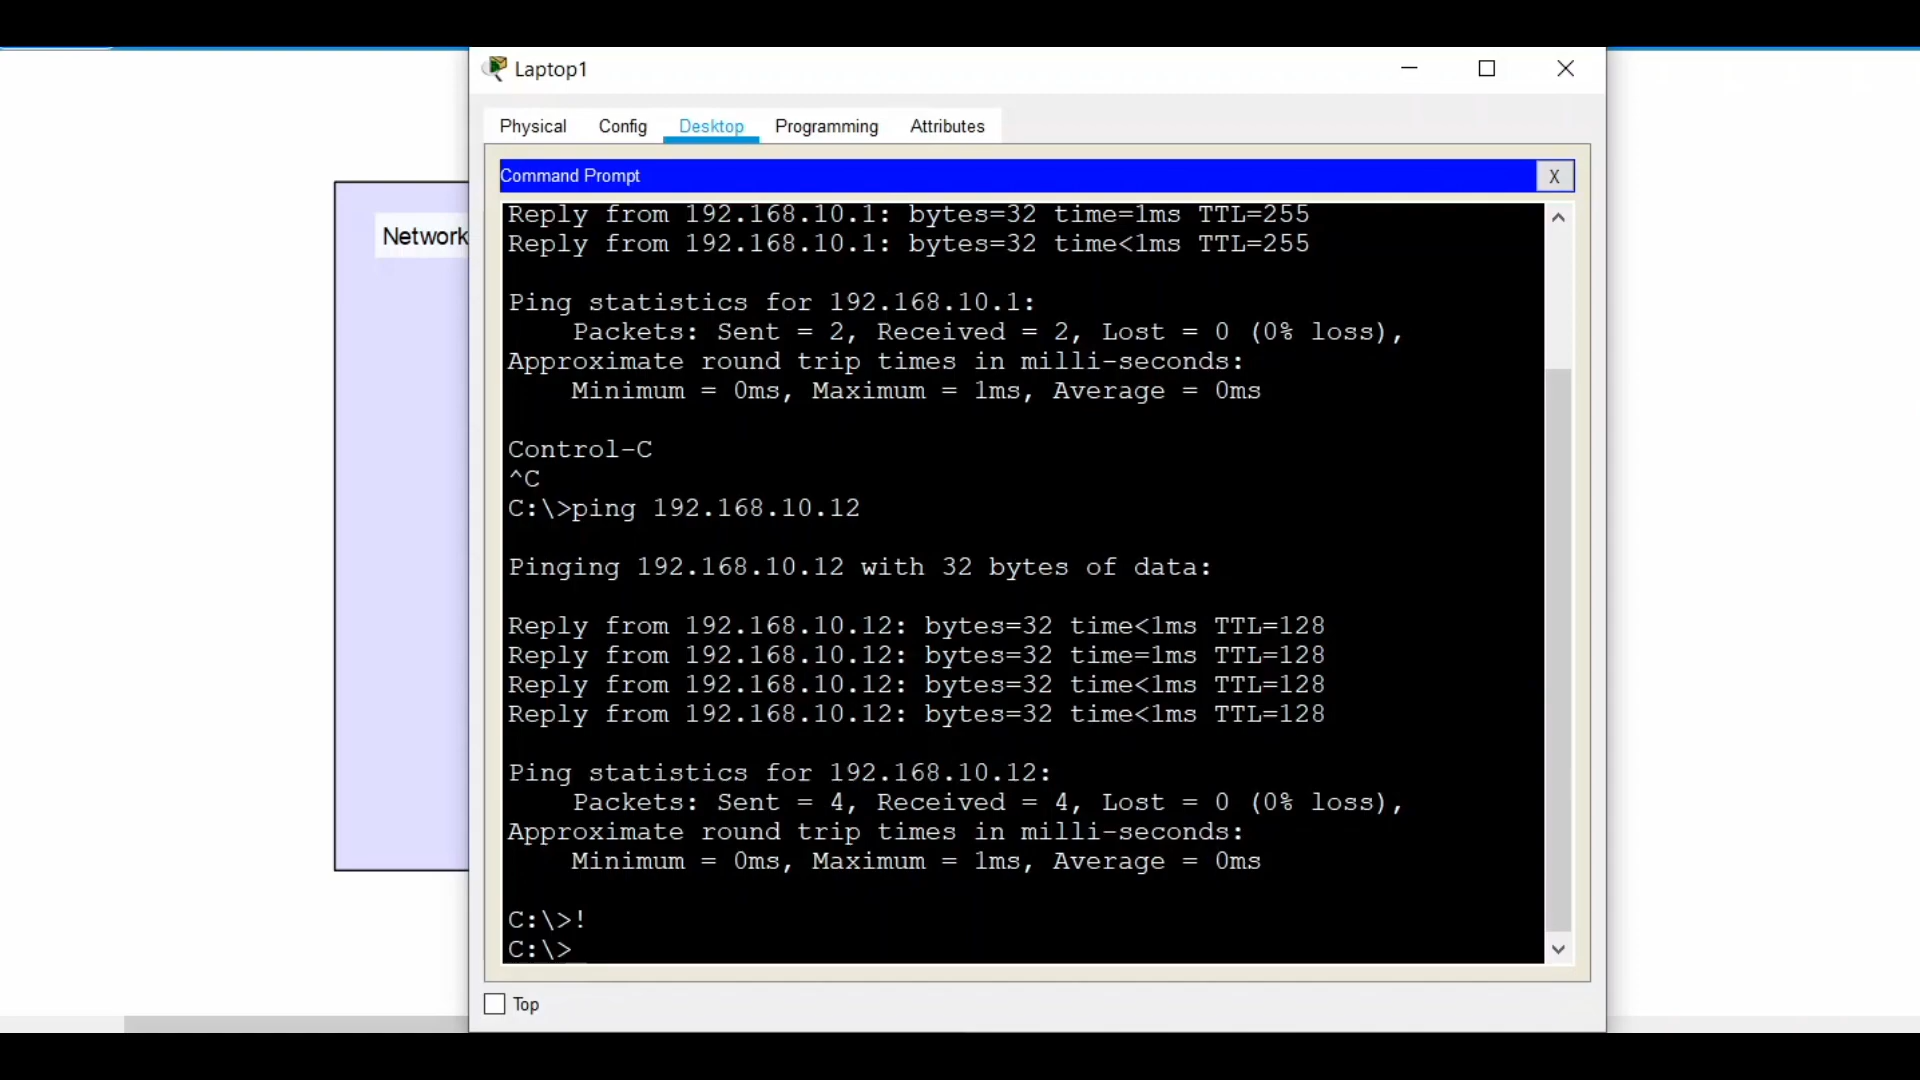 Laptop1
Physical Config Desktop Programming Attributes
Command Prompt X
Network
Reply from 192.168.10.1: bytes=32 time=1ms TTL=255
Reply from 192.168.10.1: bytes=32 time<1ms TTL=255
Ping statistics for 192.168.10.1:
Packets: Sent = 2, Received = 2, Lost = 0 (0% loss),
Approximate round trip times in milli-seconds:
Minimum = 0ms, Maximum = 1ms, Average = 0ms
Control-C
^C
C:\>ping 192.168.10.12
Pinging 192.168.10.12 with 32 bytes of data:
Reply from 192.168.10.12: bytes=32 time<1ms TTL=128
Reply from 192.168.10.12: bytes=32 time=1ms TTL=128
Reply from 192.168.10.12: bytes=32 time<1ms TTL=128
Reply from 192.168.10.12: bytes=32 time<1ms TTL=128
Ping statistics for 192.168.10.12:
Packets: Sent = 4, Received = 4, Lost = 0 (0% loss),
Approximate round trip times in milli-seconds:
Minimum = 0ms, Maximum = 1ms, Average = 0ms
C:\>!
C:\>
Top